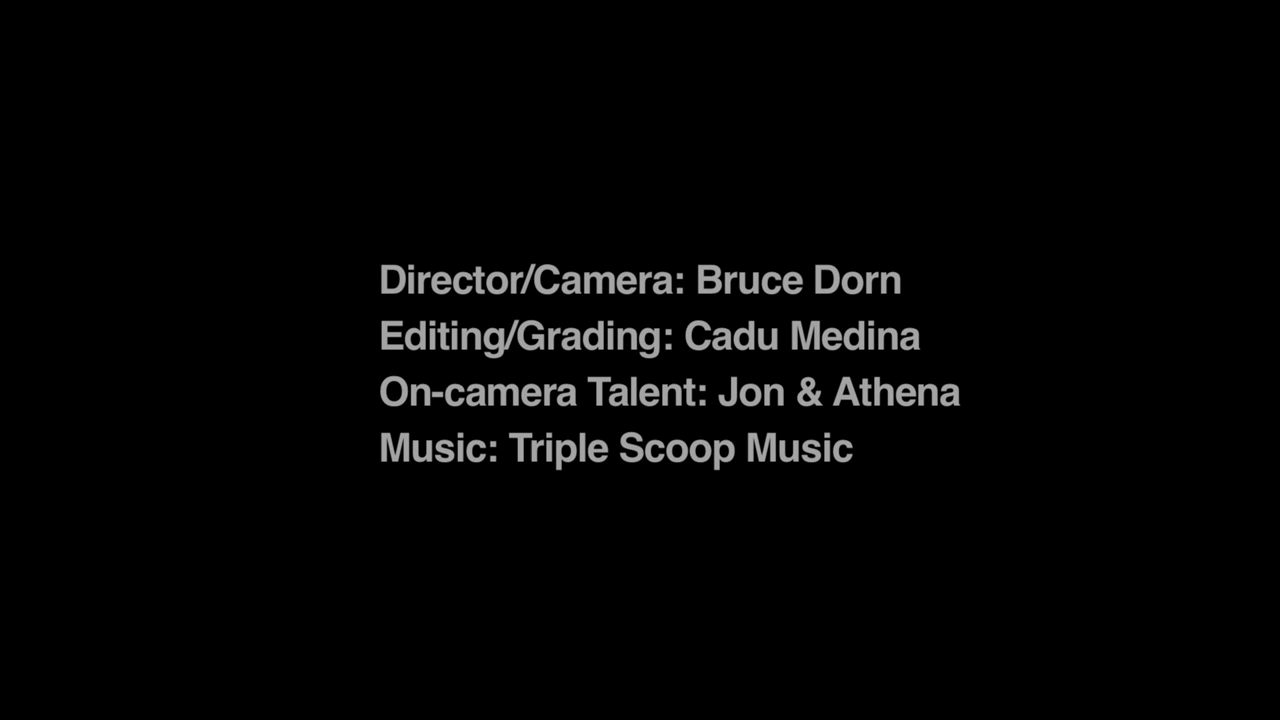 Director/Camera: Bruce Dorn
Editing/Grading: Cadu Medina
On-camera Talent: Jon & Athena
Music: Triple Scoop Music